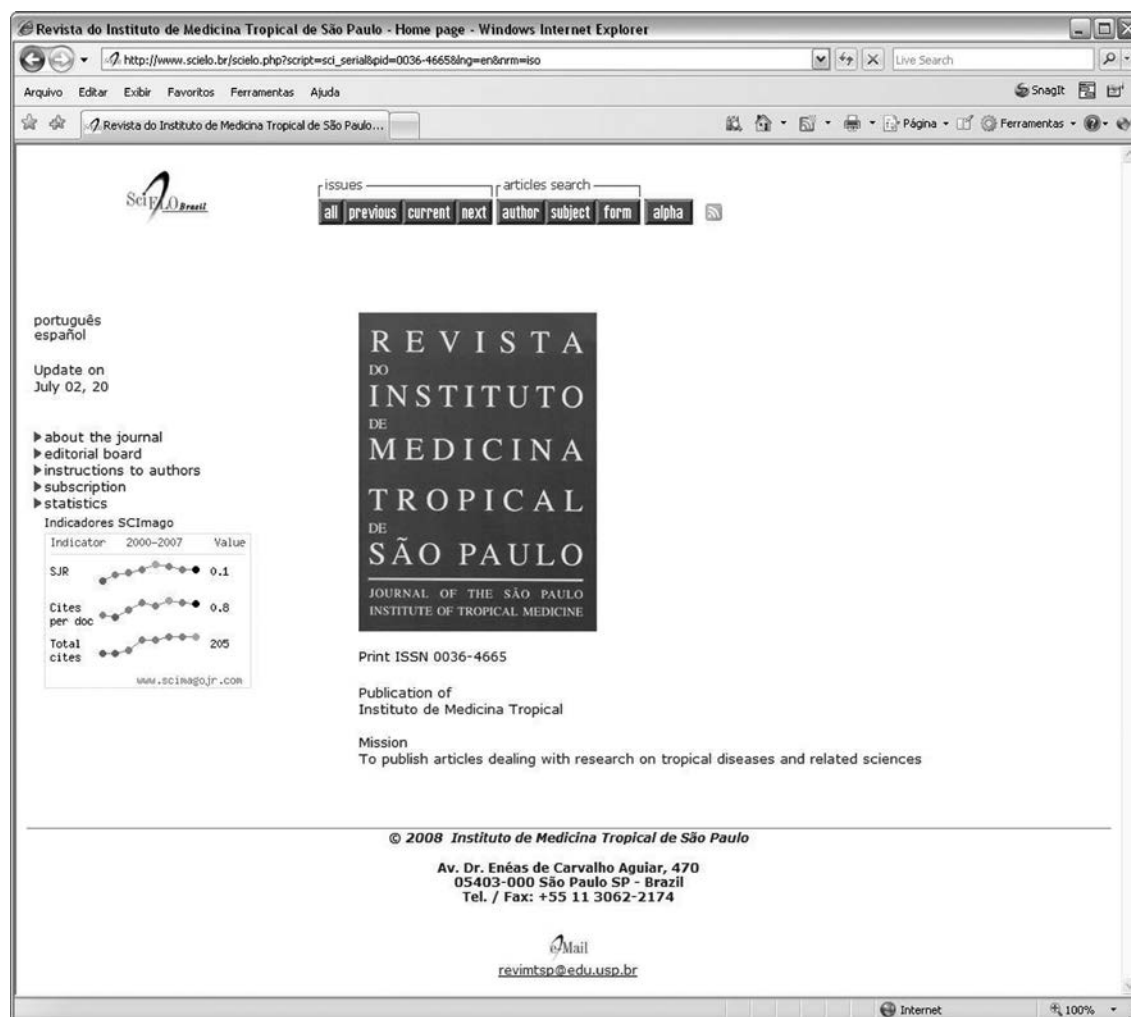 Revista do Instituto de Medicina Tropical de São Paulo - Home page - Windows Internet Explorer
http://www.scielo.br/scielo.php?script=sci_serial&pid=0036-4665&lng=en&nrm=iso
Live Search
Arquivo Editar Exibir Favoritos Ferramentas Ajuda
SnagIt
Revista do Instituto de Medicina Tropical de São Paulo...
Página
Ferramentas
SciELO Brazil
issues
articles search
all previous current next author subject form alpha
português
español
Update on
July 02, 20
about the journal
editorial board
instructions to authors
subscription
statistics
Indicadores SCImago
Indicator 2000-2007 Value
SJR 0.1
Cites per doc 0.8
Total cites 205
www.scimagojr.com
REVISTA
DO
INSTITUTO
DE
MEDICINA
TROPICAL
DE
SÃO PAULO
JOURNAL OF THE SÃO PAULO
INSTITUTE OF TROPICAL MEDICINE
Print ISSN 0036-4665
Publication of
Instituto de Medicina Tropical
Mission
To publish articles dealing with research on tropical diseases and related sciences
© 2008 Instituto de Medicina Tropical de São Paulo
Av. Dr. Enéas de Carvalho Aguiar, 470
05403-000 São Paulo SP - Brazil
Tel. / Fax: +55 11 3062-2174
eMail
revimtsp@edu.usp.br
Internet
100%